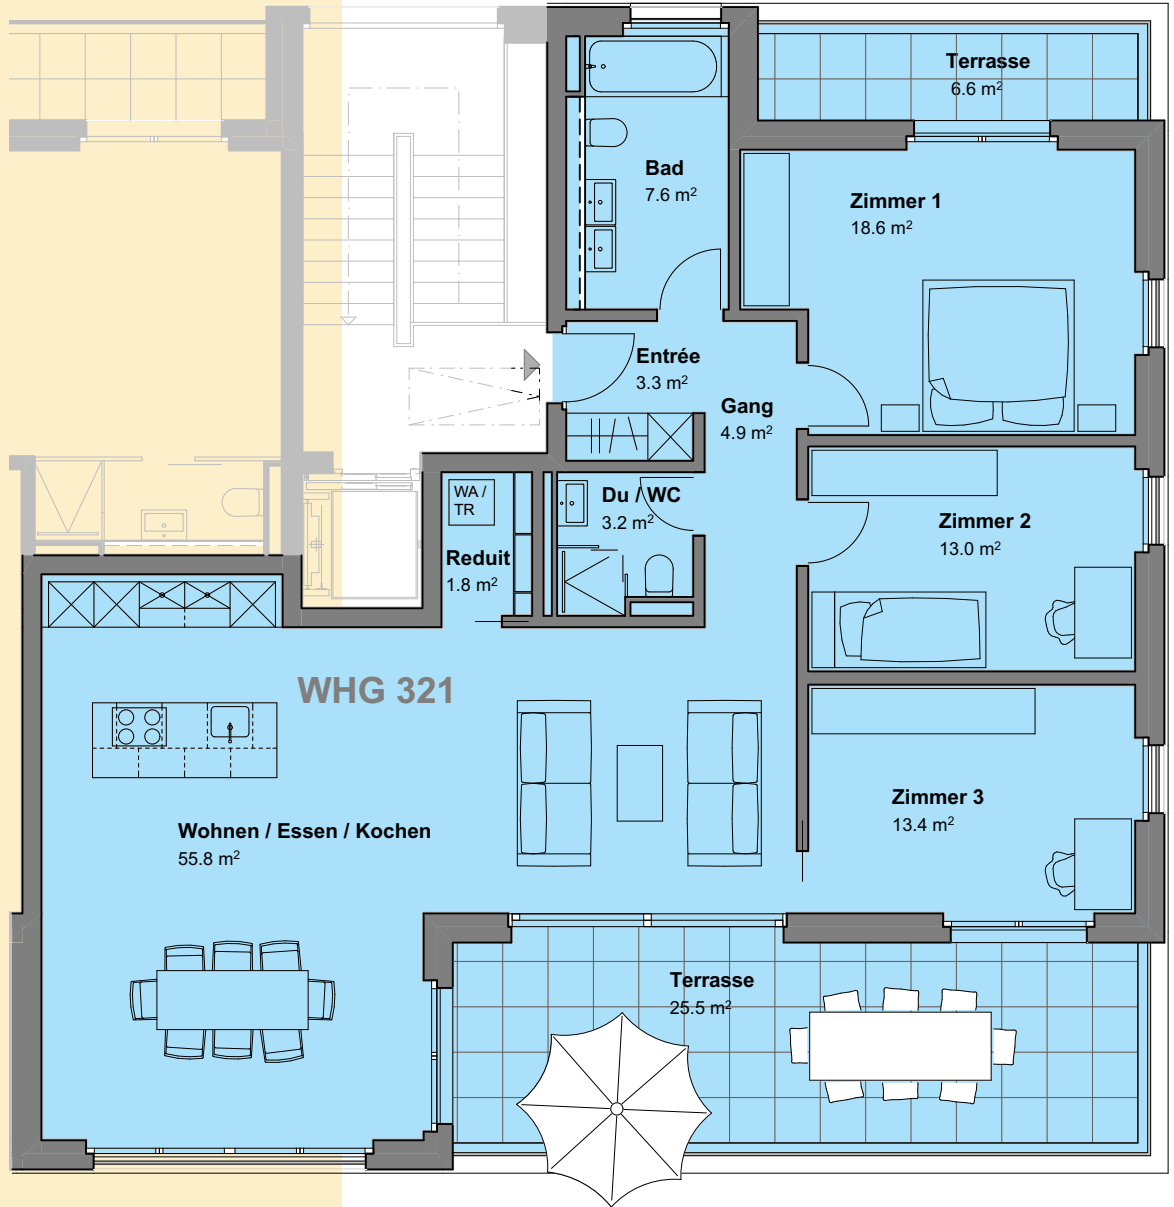 Terrasse
6.6 m²
Bad
7.6 m²
Zimmer 1
18.6 m²
Entrée
3.3 m²
Gang
4.9 m²
WA /
TR
Du / WC
3.2 m²
Zimmer 2
13.0 m²
Reduit
1.8 m²
WHG 321
Zimmer 3
13.4 m²
Wohnen / Essen / Kochen
55.8 m²
Terrasse
25.5 m²